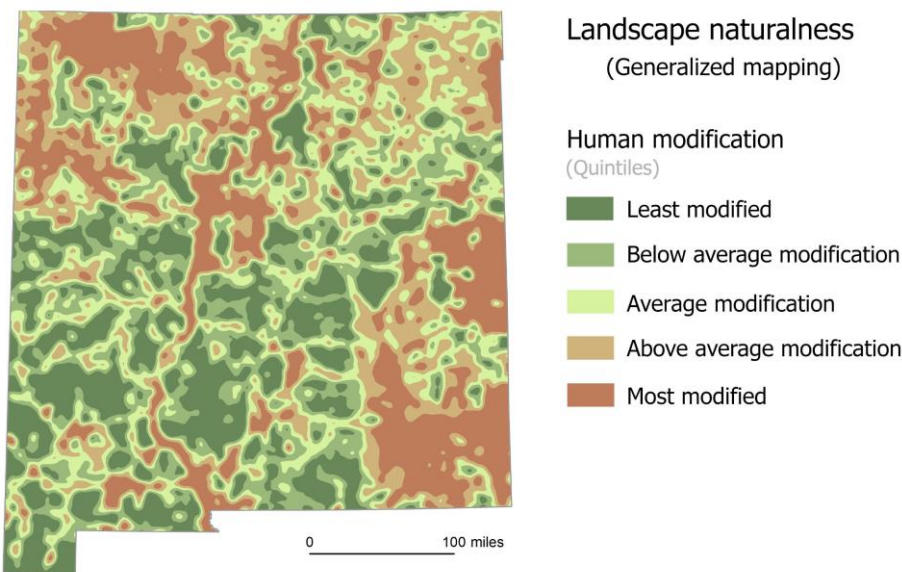 Landscape naturalness
(Generalized mapping)
Human modification
(Quintiles)
Least modified
Below average modification
Average modification
Above average modification
Most modified
0 100 miles